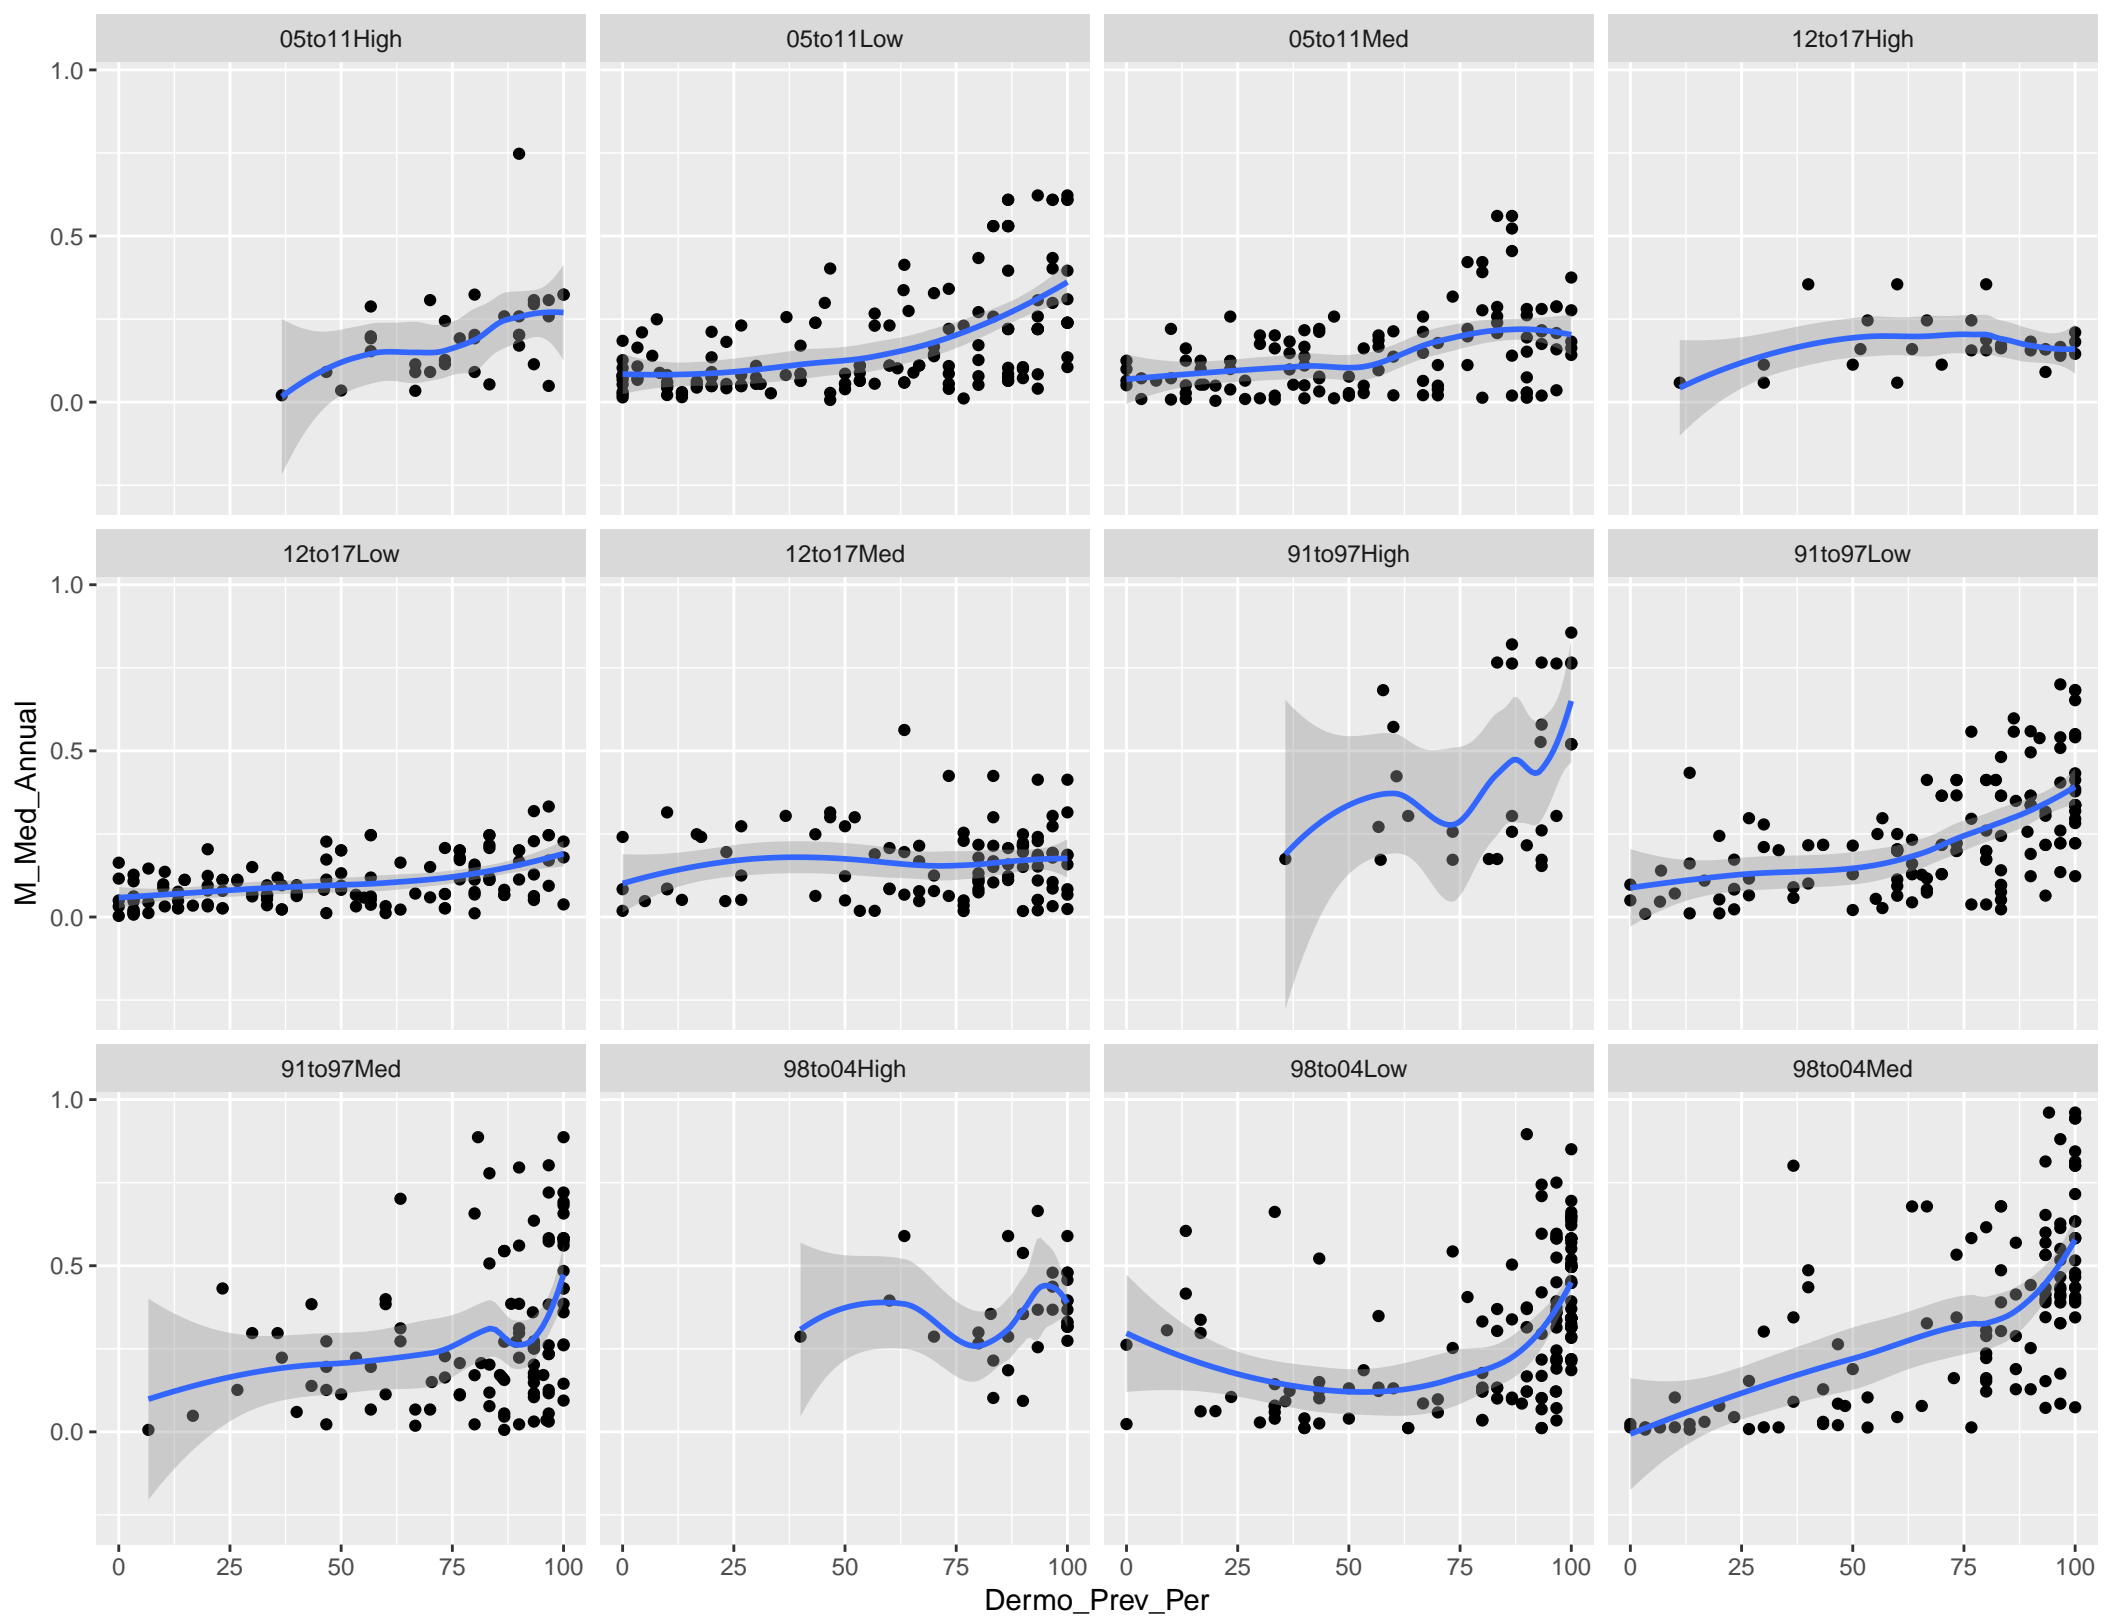 05to11High 05to11Low 05to11Med 12to17High
1.0
0.5
0.0
12to17Low 12to17Med 91to97High 91to97Low
1.0
0.5
0.0
M_Med_Annual
91to97Med 98to04High 98to04Low 98to04Med
1.0
0.5
0.0
0 25 50 75 100 0 25 50 75 100 0 25 50 75 100 0 25 50 75 100
Dermo_Prev_Per